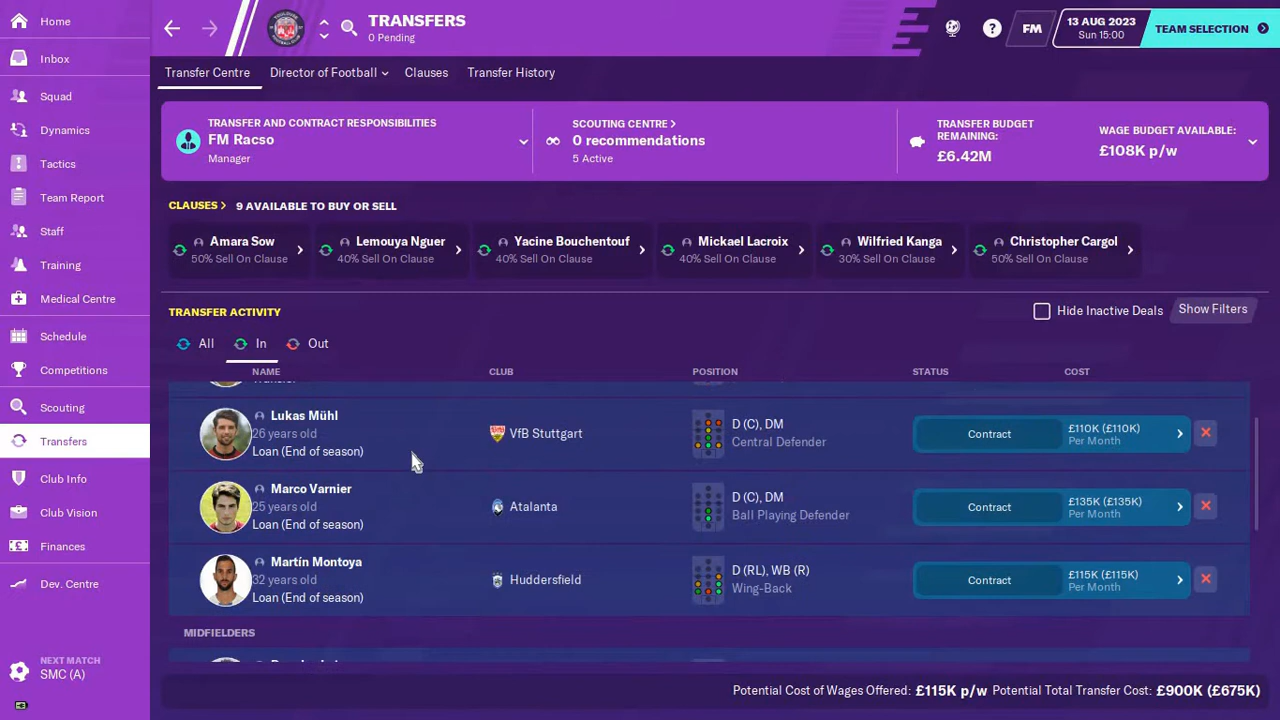 Home
Inbox
Squad
Dynamics
Tactics
Team Report
Staff
Training
Medical Centre
Schedule
Competitions
Scouting
Transfers
Club Info
Club Vision
Finances
Dev. Centre
NEXT MATCH
SMC (A)
TRANSFERS
0 Pending
FM
13 AUG 2023
Sun 15:00
TEAM SELECTION
Transfer Centre
Director of Football
Clauses
Transfer History
TRANSFER AND CONTRACT RESPONSIBILITIES
FM Racso
Manager
SCOUTING CENTRE >
0 recommendations
5 Active
TRANSFER BUDGET
REMAINING:
£6.42M
WAGE BUDGET AVAILABLE:
£108K p/w
CLAUSES > 9 AVAILABLE TO BUY OR SELL
Amara Sow
50% Sell On Clause
Lemouya Nguer
40% Sell On Clause
Yacine Bouchentouf
40% Sell On Clause
Mickael Lacroix
40% Sell On Clause
Wilfried Kanga
30% Sell On Clause
Christopher Cargol
50% Sell On Clause
TRANSFER ACTIVITY
Hide Inactive Deals
Show Filters
All
In
Out
NAME CLUB POSITION STATUS COST
Lukas Mühl
26 years old
Loan (End of season)
VfB Stuttgart
D (C), DM
Central Defender
Contract
£110K (£110K)
Per Month
Marco Varnier
25 years old
Loan (End of season)
Atalanta
D (C), DM
Ball Playing Defender
Contract
£135K (£135K)
Per Month
Martín Montoya
32 years old
Loan (End of season)
Huddersfield
D (RL), WB (R)
Wing-Back
Contract
£115K (£115K)
Per Month
MIDFIELDERS
Potential Cost of Wages Offered: £115K p/w Potential Total Transfer Cost: £900K (£675K)